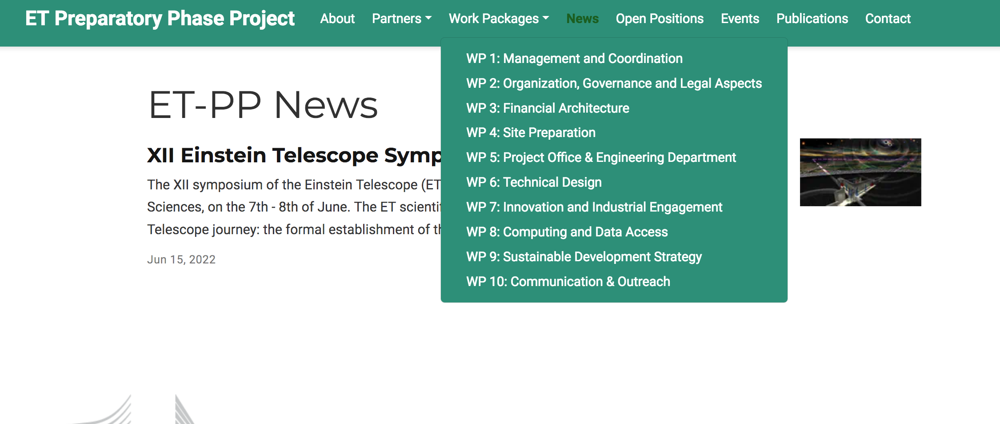 ET Preparatory Phase Project About Partners Work Packages News Open Positions Events Publications Contact
WP 1: Management and Coordination
WP 2: Organization, Governance and Legal Aspects
WP 3: Financial Architecture
WP 4: Site Preparation
WP 5: Project Office & Engineering Department
WP 6: Technical Design
WP 7: Innovation and Industrial Engagement
WP 8: Computing and Data Access
WP 9: Sustainable Development Strategy
WP 10: Communication & Outreach
ET-PP News
XII Einstein Telescope Symp
The XII symposium of the Einstein Telescope (ET
Sciences, on the 7th - 8th of June. The ET scientif
Telescope journey: the formal establishment of th
Jun 15, 2022